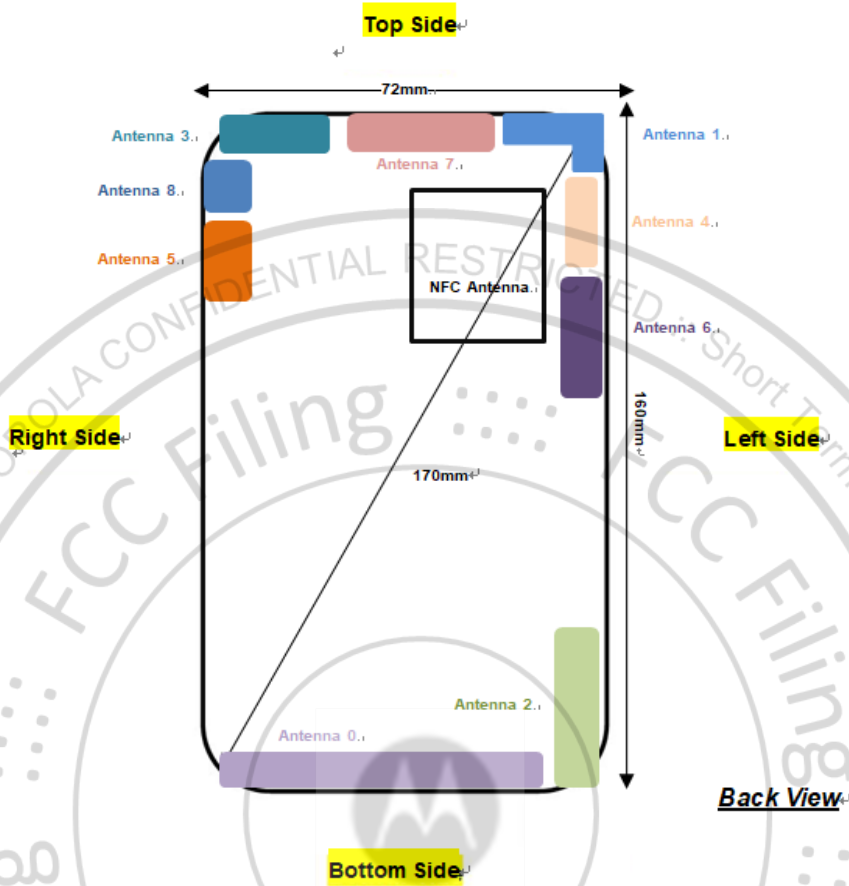 Top Side
72mm
Antenna 3.
Antenna 1.
Antenna 7.
Antenna 8.
Antenna 4.
Antenna 5.
NFC Antenna.
Antenna 6.
160mm
Right Side
Left Side
170mm
Antenna 2.
Antenna 0.
Back View
Bottom Side
CONFIDENTIAL RESTRICTED :: Short
FCC Filing
FCC Filing